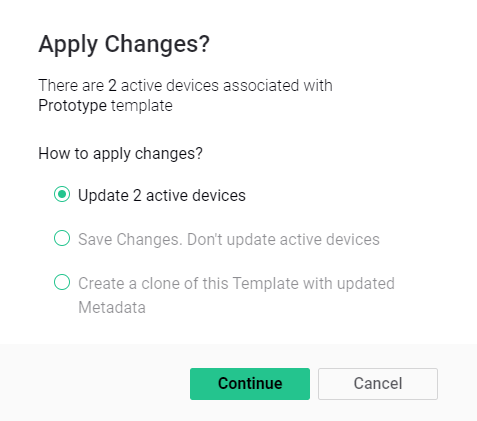 Apply Changes?
There are 2 active devices associated with
Prototype template
How to apply changes?
Update 2 active devices
Save Changes. Don't update active devices
Create a clone of this Template with updated
Metadata
Continue
Cancel